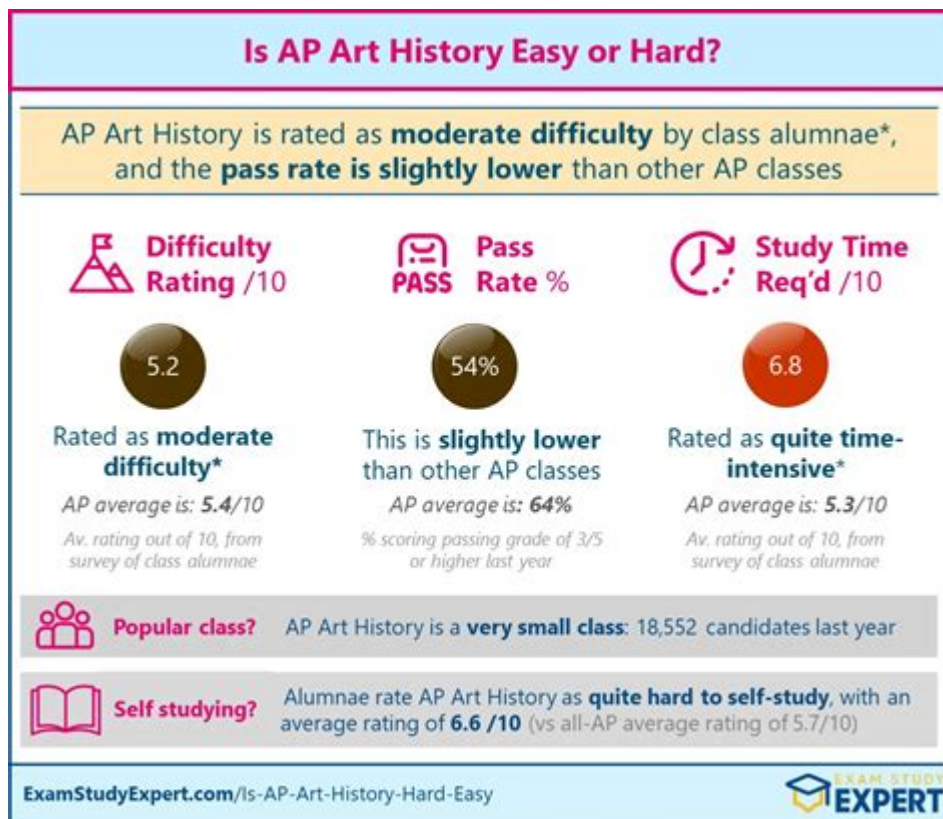 Is AP Art History Easy or Hard?
AP Art History is rated as moderate difficulty by class alumnae*,
and the pass rate is slightly lower than other AP classes
Difficulty
Rating /10
5.2
Rated as moderate
difficulty*
AP average is: 5.4/10
Av. rating out of 10, from
survey of class alumnae
PASS
Pass
Rate %
54%
This is slightly lower
than other AP classes
AP average is: 64%
% scoring passing grade of 3/5
or higher last year
Study Time
Req'd /10
6.8
Rated as quite time-
intensive*
AP average is: 5.3/10
Av. rating out of 10, from
survey of class alumnae
Popular class? AP Art History is a very small class: 18,552 candidates last year
Self studying? Alumnae rate AP Art History as quite hard to self-study, with an
average rating of 6.6 /10 (vs all-AP average rating of 5.7/10)
ExamStudyExpert.com/Is-AP-Art-History-Hard-Easy
EXAM STUDY
EXPERT